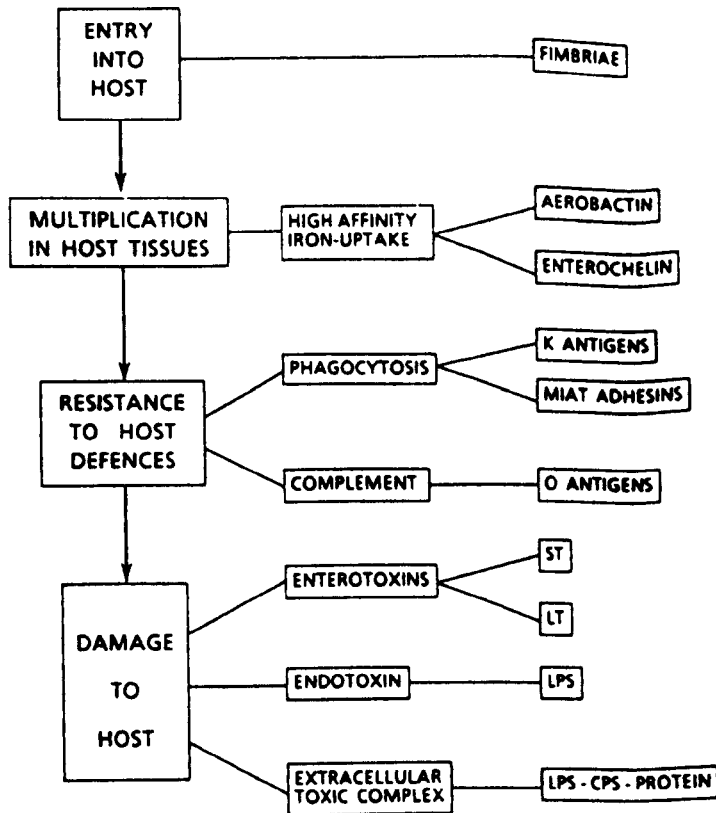 ENTRY
INTO
HOST
FIMBRIAE
MULTIPLICATION
IN HOST TISSUES
HIGH AFFINITY
IRON-UPTAKE
AEROBACTIN
ENTEROCHELIN
RESISTANCE
TO HOST
DEFENCES
PHAGOCYTOSIS
K ANTIGENS
MIAT ADHESINS
COMPLEMENT
O ANTIGENS
DAMAGE
TO
HOST
ENTEROTOXINS
ST
LT
ENDOTOXIN
LPS
EXTRACELLULAR
TOXIC COMPLEX
LPS - CPS - PROTEIN